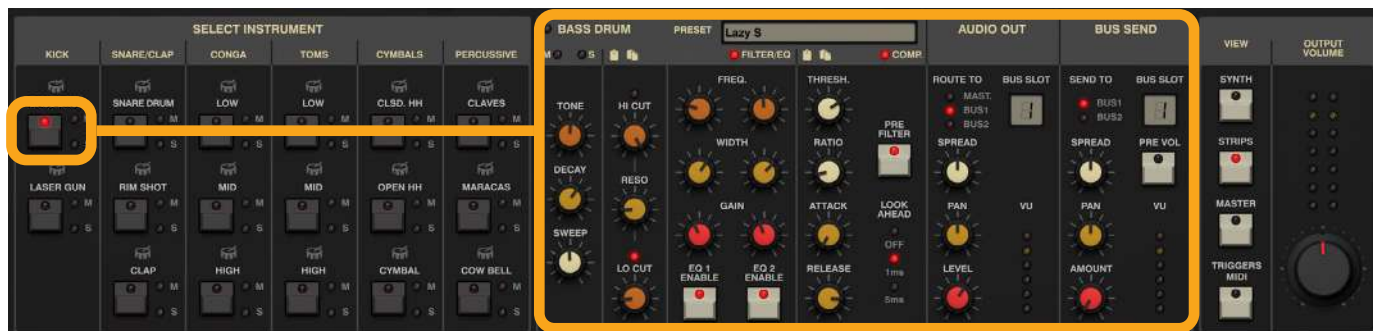 SELECT INSTRUMENT
KICK
SNARE/CLAP
CONGA
TOMS
CYMBALS
PERCUSSIVE
SNARE DRUM
LOW
LOW
CLSD. HH
CLAVES
M
M
M
M
M
S
S
S
S
S
LASER GUN
RIM SHOT
MID
MID
OPEN HH
MARACAS
M
M
M
M
M
M
S
S
S
S
S
S
CLAP
HIGH
HIGH
CYMBAL
COW BELL
M
M
M
M
M
S
S
S
S
S
BASS DRUM
PRESET
Lazy S
M
S
FILTER/EQ
COMP.
TONE
DECAY
SWEEP
HI CUT
RESO
LO CUT
FREQ.
WIDTH
GAIN
EQ 1
ENABLE
EQ 2
ENABLE
THRESH.
RATIO
ATTACK
RELEASE
PRE
FILTER
LOOK
AHEAD
OFF
1ms
5ms
AUDIO OUT
ROUTE TO
BUS SLOT
MAST.
BUS1
BUS2
1
SPREAD
PAN
VU
LEVEL
BUS SEND
SEND TO
BUS SLOT
BUS1
BUS2
1
SPREAD
PRE VOL
PAN
VU
AMOUNT
VIEW
SYNTH
STRIPS
MASTER
TRIGGERS
MIDI
OUTPUT
VOLUME